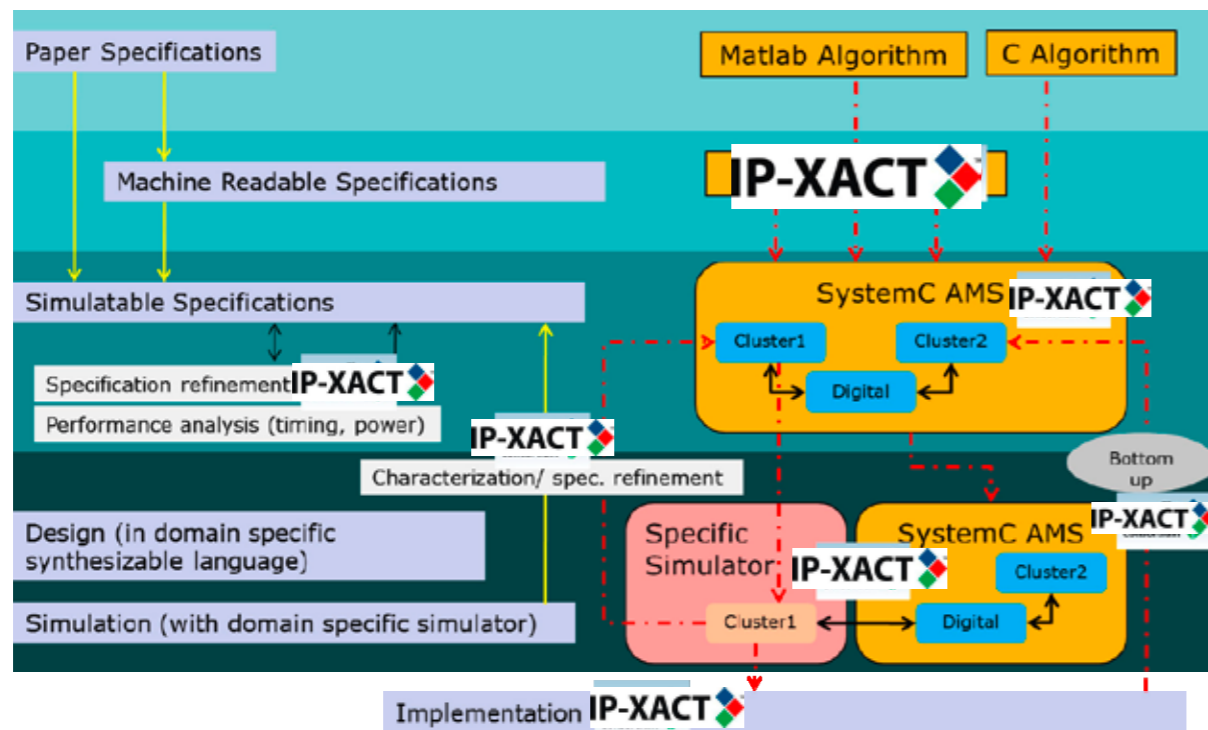 Paper Specifications
Matlab Algorithm
C Algorithm
Machine Readable Specifications
IP-XACT
Simulatable Specifications
SystemC AMS
IP-XACT
Cluster1
Cluster2
Digital
Specification refinement
IP-XACT
Performance analysis (timing, power)
IP-XACT
Characterization/ spec. refinement
Bottom
up
IP-XACT
Design (in domain specific
synthesizable language)
Specific
Simulator
IP-XACT
SystemC AMS
Cluster2
Simulation (with domain specific simulator)
Cluster1
Digital
Implementation
IP-XACT